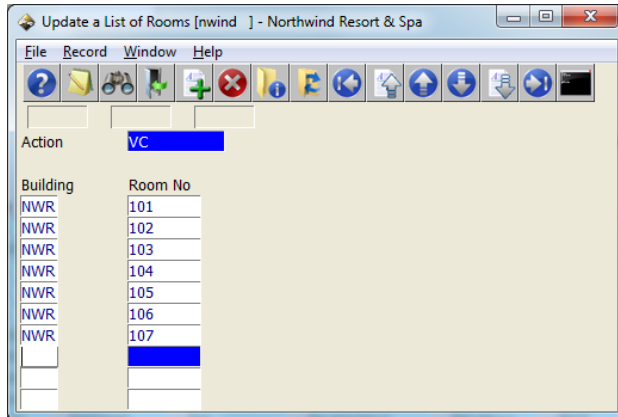 Update a List of Rooms [nwind   ] - Northwind Resort & Spa
File Record Window Help
Action VC
Building Room No
NWR 101
NWR 102
NWR 103
NWR 104
NWR 105
NWR 106
NWR 107